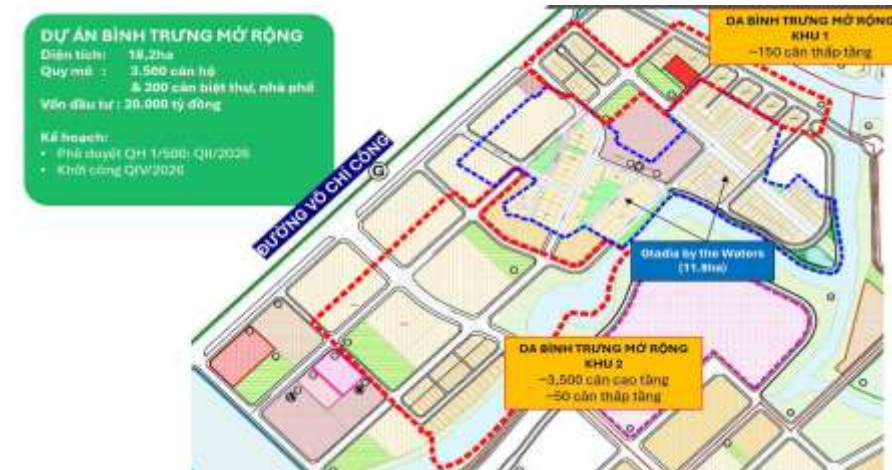 DỰ ÁN BÌNH TRƯNG MỞ RỘNG
Diện tích: 18,2ha
Quy mô : 3.500 căn hộ
& 200 căn biệt thự, nhà phố
Vốn đầu tư : 20.000 tỷ đồng
Kế hoạch:
• Phê duyệt QH 1/500: QII/2026
• Khởi công QIV/2026
DA BÌNH TRƯNG MỞ RỘNG
KHU 1
~150 căn thấp tầng
ĐƯỜNG VÕ CHÍ CÔNG
G
Gladia by the Waters
(11.8ha)
DA BÌNH TRƯNG MỞ RỘNG
KHU 2
~3,500 căn cao tầng
~50 căn thấp tầng